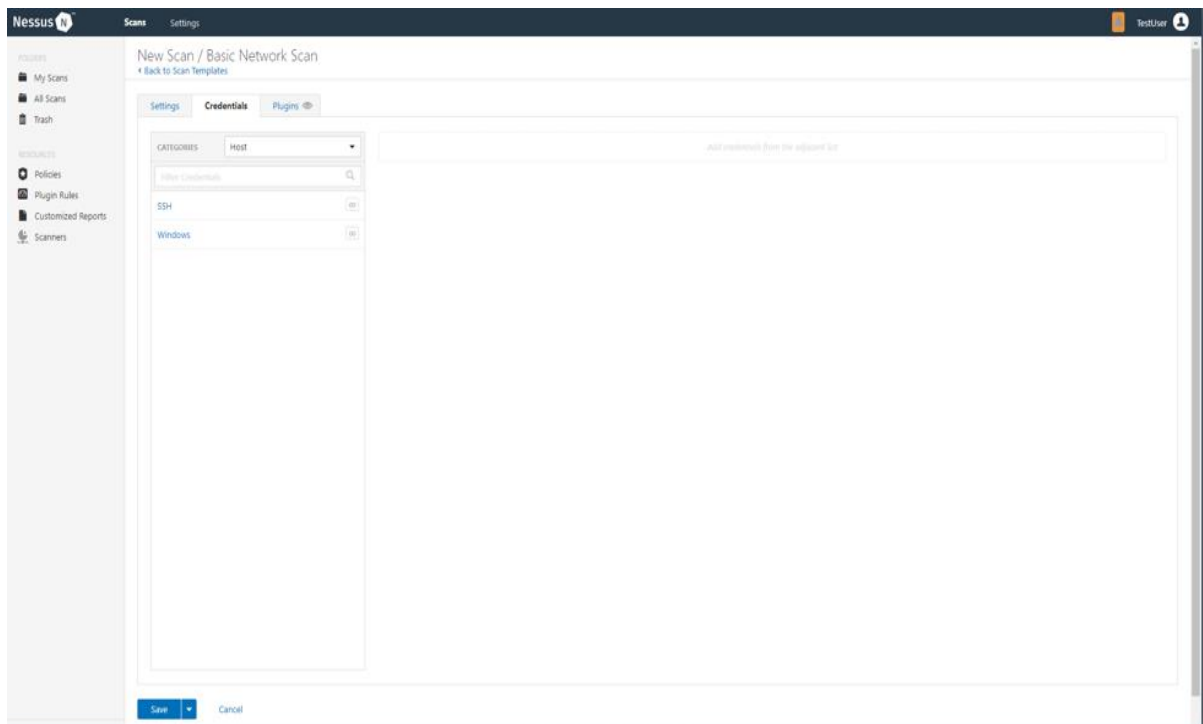 Nessus N
Scans Settings
TestUser
FOLDERS
My Scans
All Scans
Trash
RESOURCES
Policies
Plugin Rules
Customized Reports
Scanners
New Scan / Basic Network Scan
Back to Scan Templates
Settings Credentials Plugins
CATEGORIES Host
Filter Credentials
SSH ∞
Windows ∞
Add credentials from the adjacent list
Save Cancel